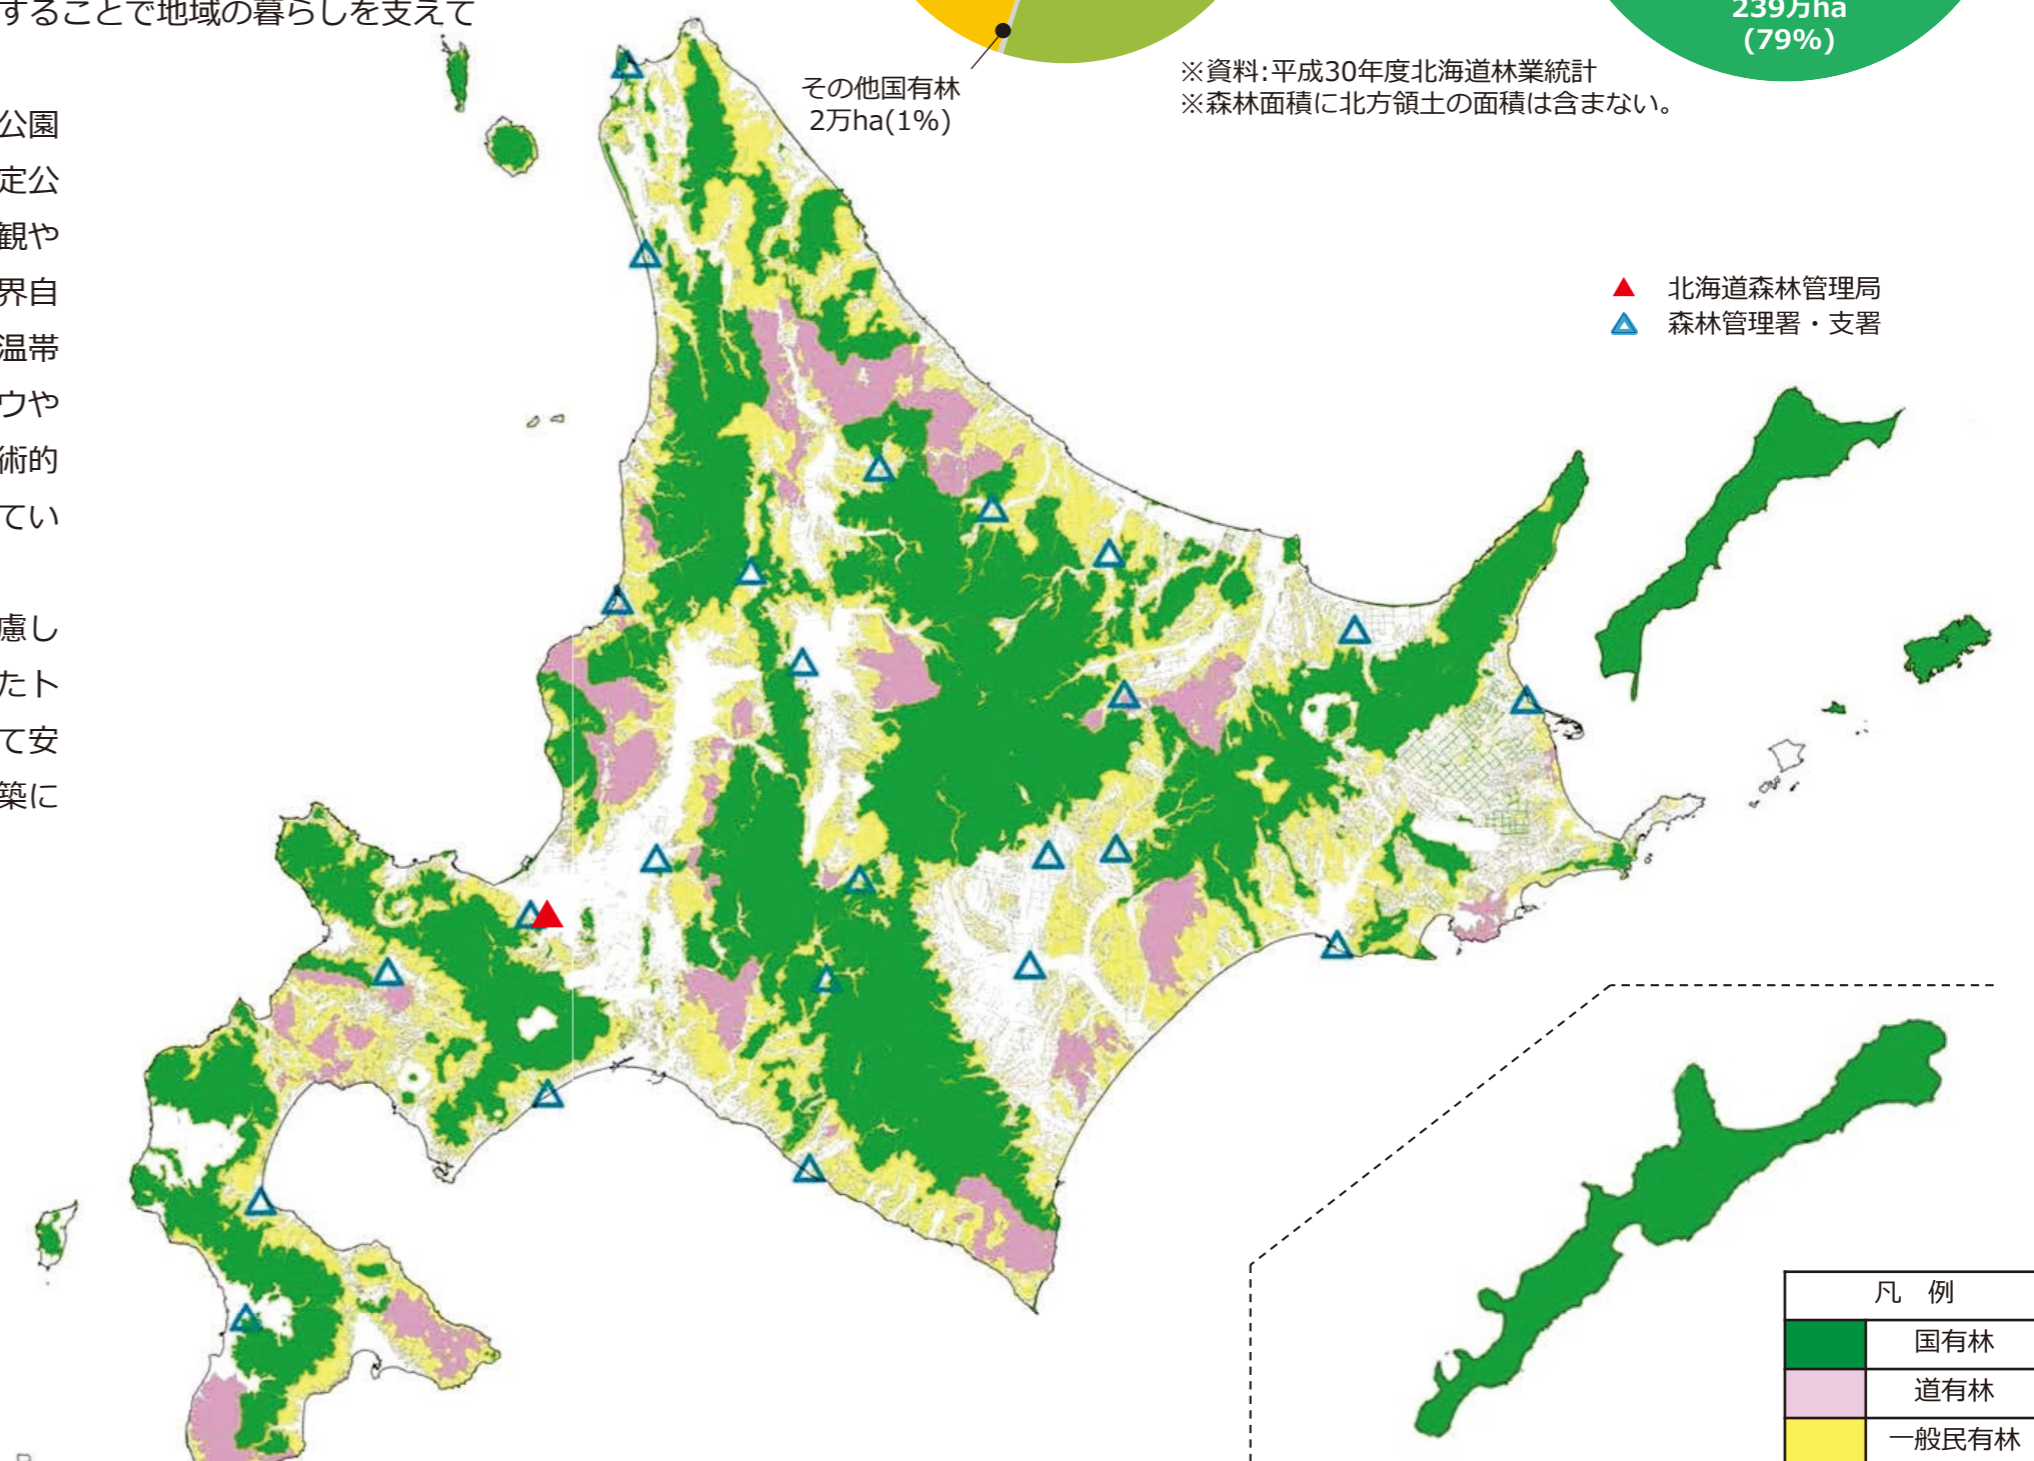 することで地域の暮らしを支えて
公園
定公
観や
界自
温帯
ウや
術的
てい
慮し
たト
て安
築に
その他国有林
2万ha(1%)
239万ha
(79%)
※資料:平成30年度北海道林業統計
※森林面積に北方領土の面積は含まない。
北海道森林管理局
森林管理署・支署
凡 例
国有林
道有林
一般民有林